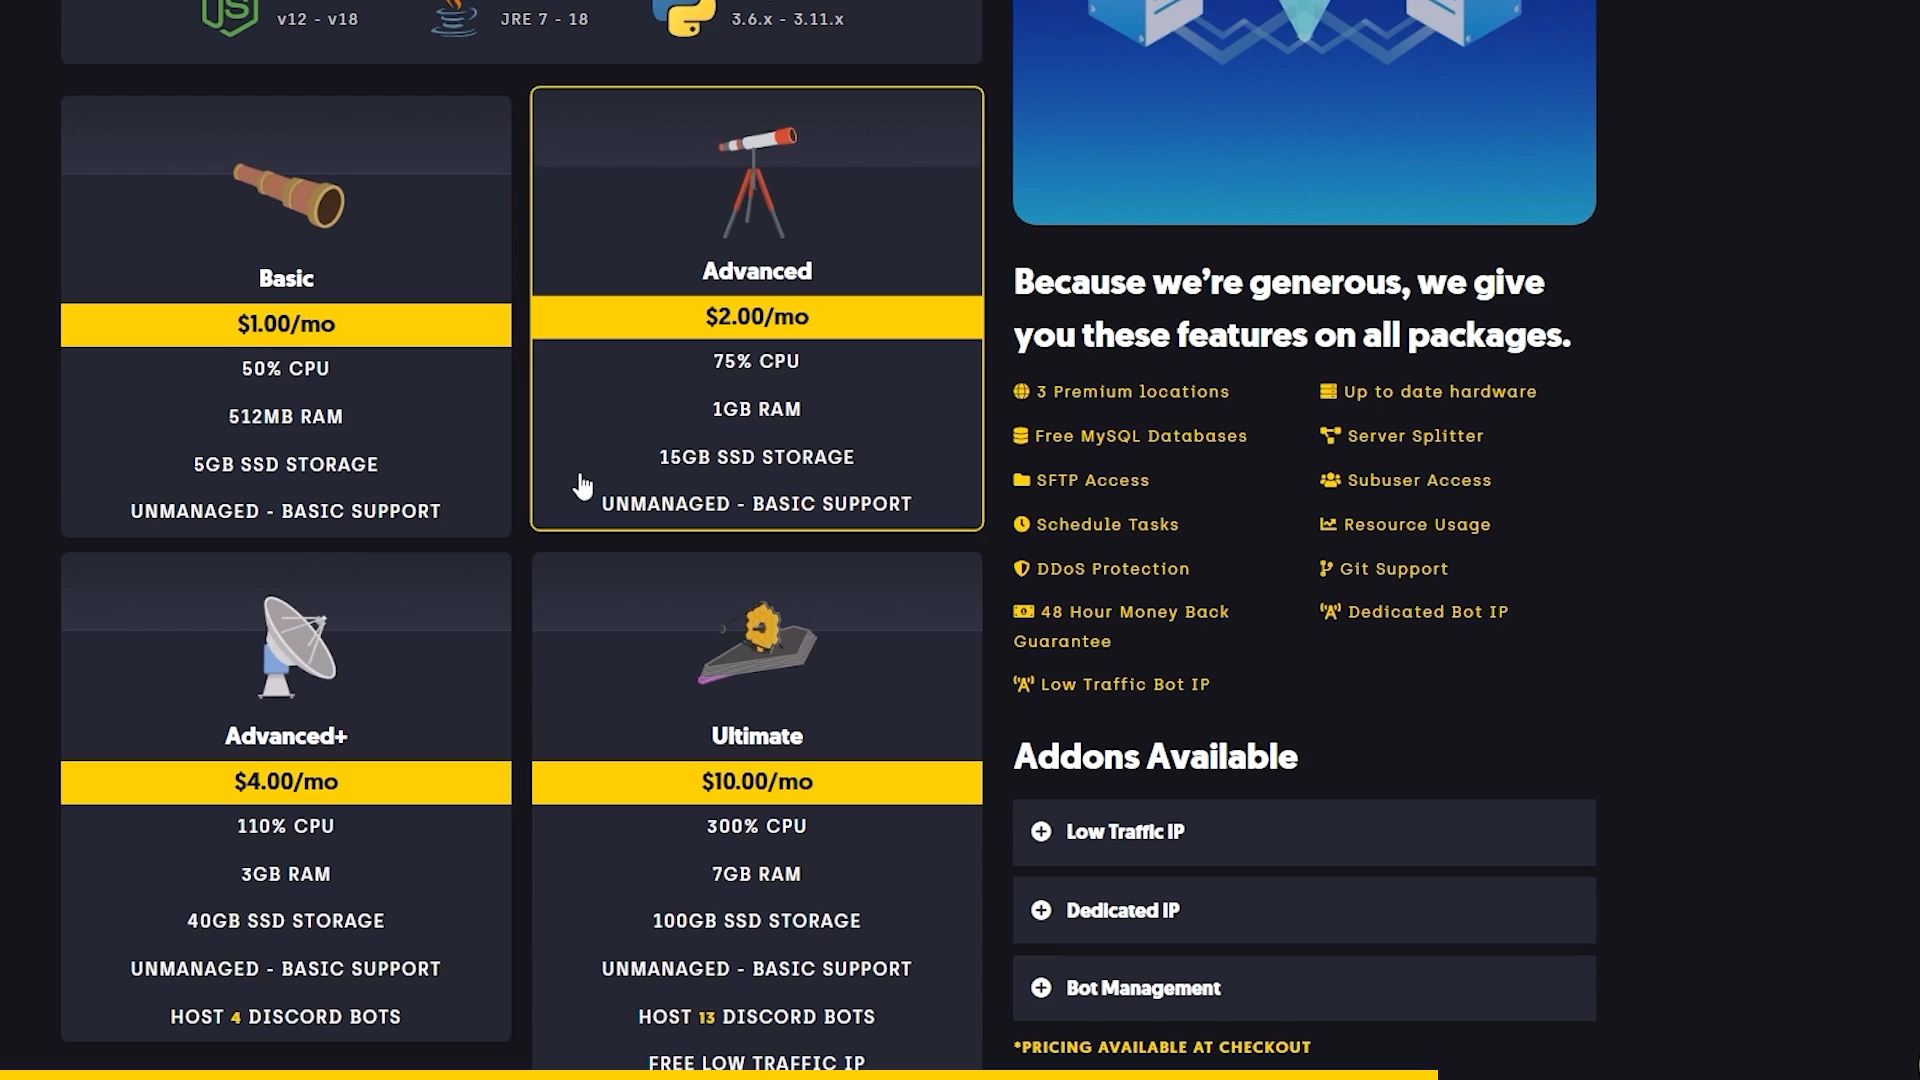 v12 - v18
JRE 7 - 18
3.6.x - 3.11.x
Basic
$1.00/mo
50% CPU
512MB RAM
5GB SSD STORAGE
UNMANAGED - BASIC SUPPORT
Advanced
$2.00/mo
75% CPU
1GB RAM
15GB SSD STORAGE
UNMANAGED - BASIC SUPPORT
Advanced+
$4.00/mo
110% CPU
3GB RAM
40GB SSD STORAGE
UNMANAGED - BASIC SUPPORT
HOST 4 DISCORD BOTS
Ultimate
$10.00/mo
300% CPU
7GB RAM
100GB SSD STORAGE
UNMANAGED - BASIC SUPPORT
HOST 13 DISCORD BOTS
FREE LOW TRAFFIC IP
Because we're generous, we give
you these features on all packages.
3 Premium locations
Up to date hardware
Free MySQL Databases
Server Splitter
SFTP Access
Subuser Access
Schedule Tasks
Resource Usage
DDoS Protection
Git Support
48 Hour Money Back
Guarantee
Dedicated Bot IP
Low Traffic Bot IP
Addons Available
Low Traffic IP
Dedicated IP
Bot Management
*PRICING AVAILABLE AT CHECKOUT